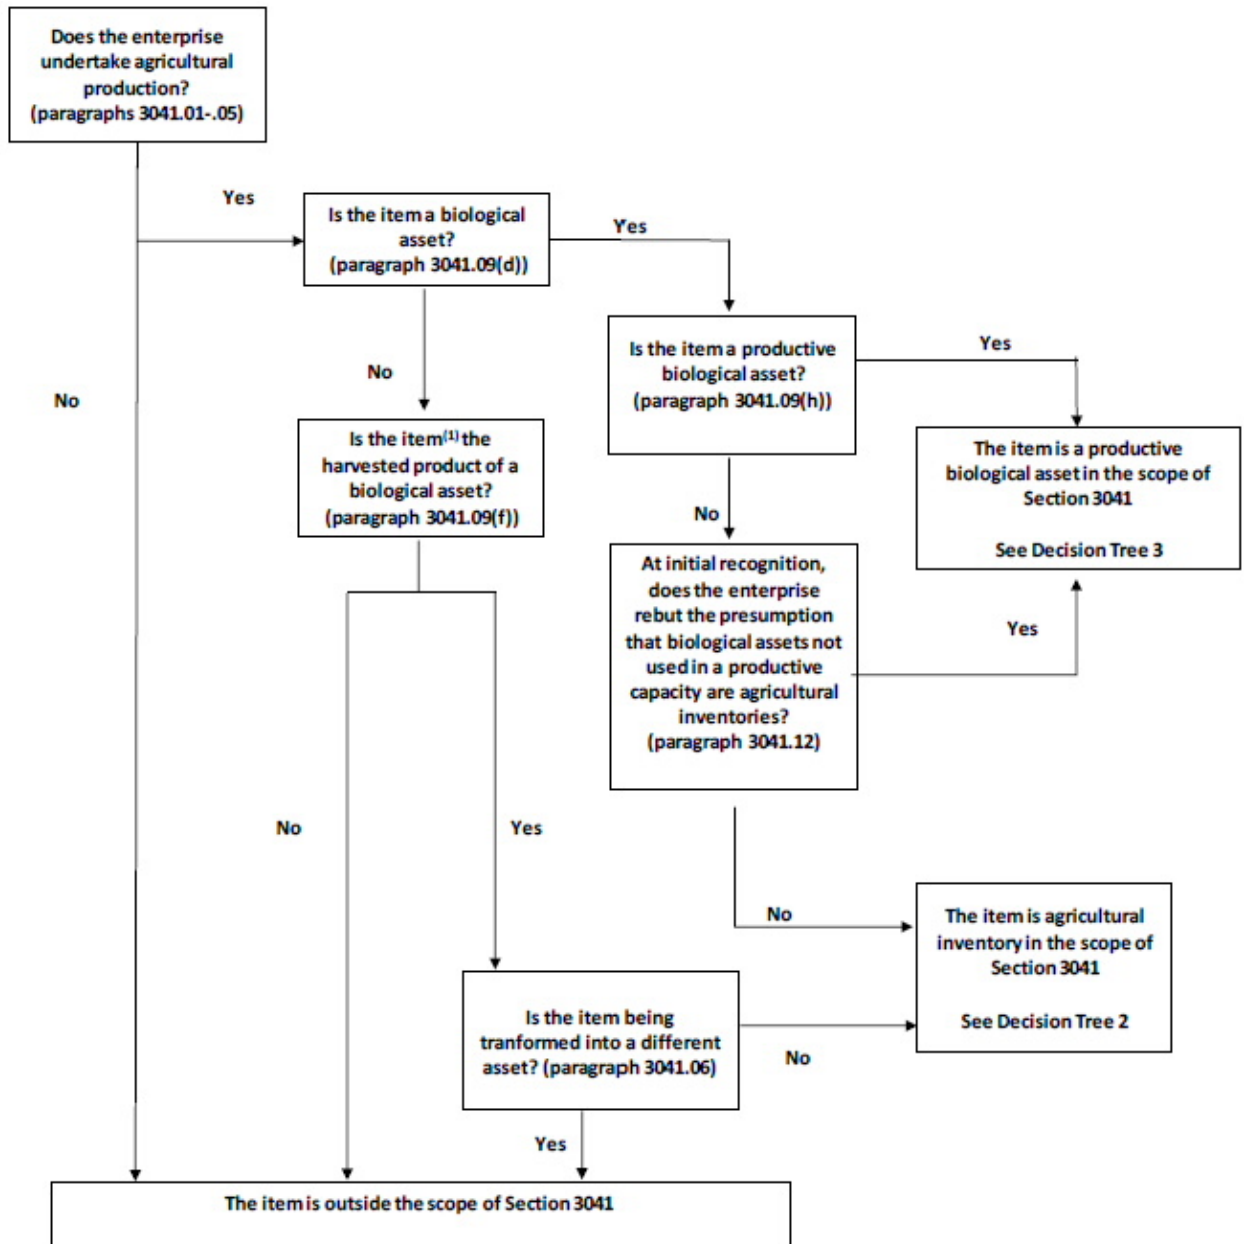 Does the enterprise
undertake agricultural
production?
(paragraphs 3041.01-.05)
Yes
Is the item a biological
asset?
(paragraph 3041.09(d))
Yes
No
Is the item a productive
biological asset?
(paragraph 3041.09(h))
Yes
No
Is the item(1) the
harvested product of a
biological asset?
(paragraph 3041.09(f))
The item is a productive
biological asset in the scope of
Section 3041
See Decision Tree 3
No
At initial recognition,
does the enterprise
rebut the presumption
that biological assets not
used in a productive
capacity are agricultural
inventories?
(paragraph 3041.12)
Yes
No
Yes
No
The item is agricultural
inventory in the scope of
Section 3041
See Decision Tree 2
Is the item being
tranformed into a different
asset? (paragraph 3041.06)
No
Yes
The item is outside the scope of Section 3041